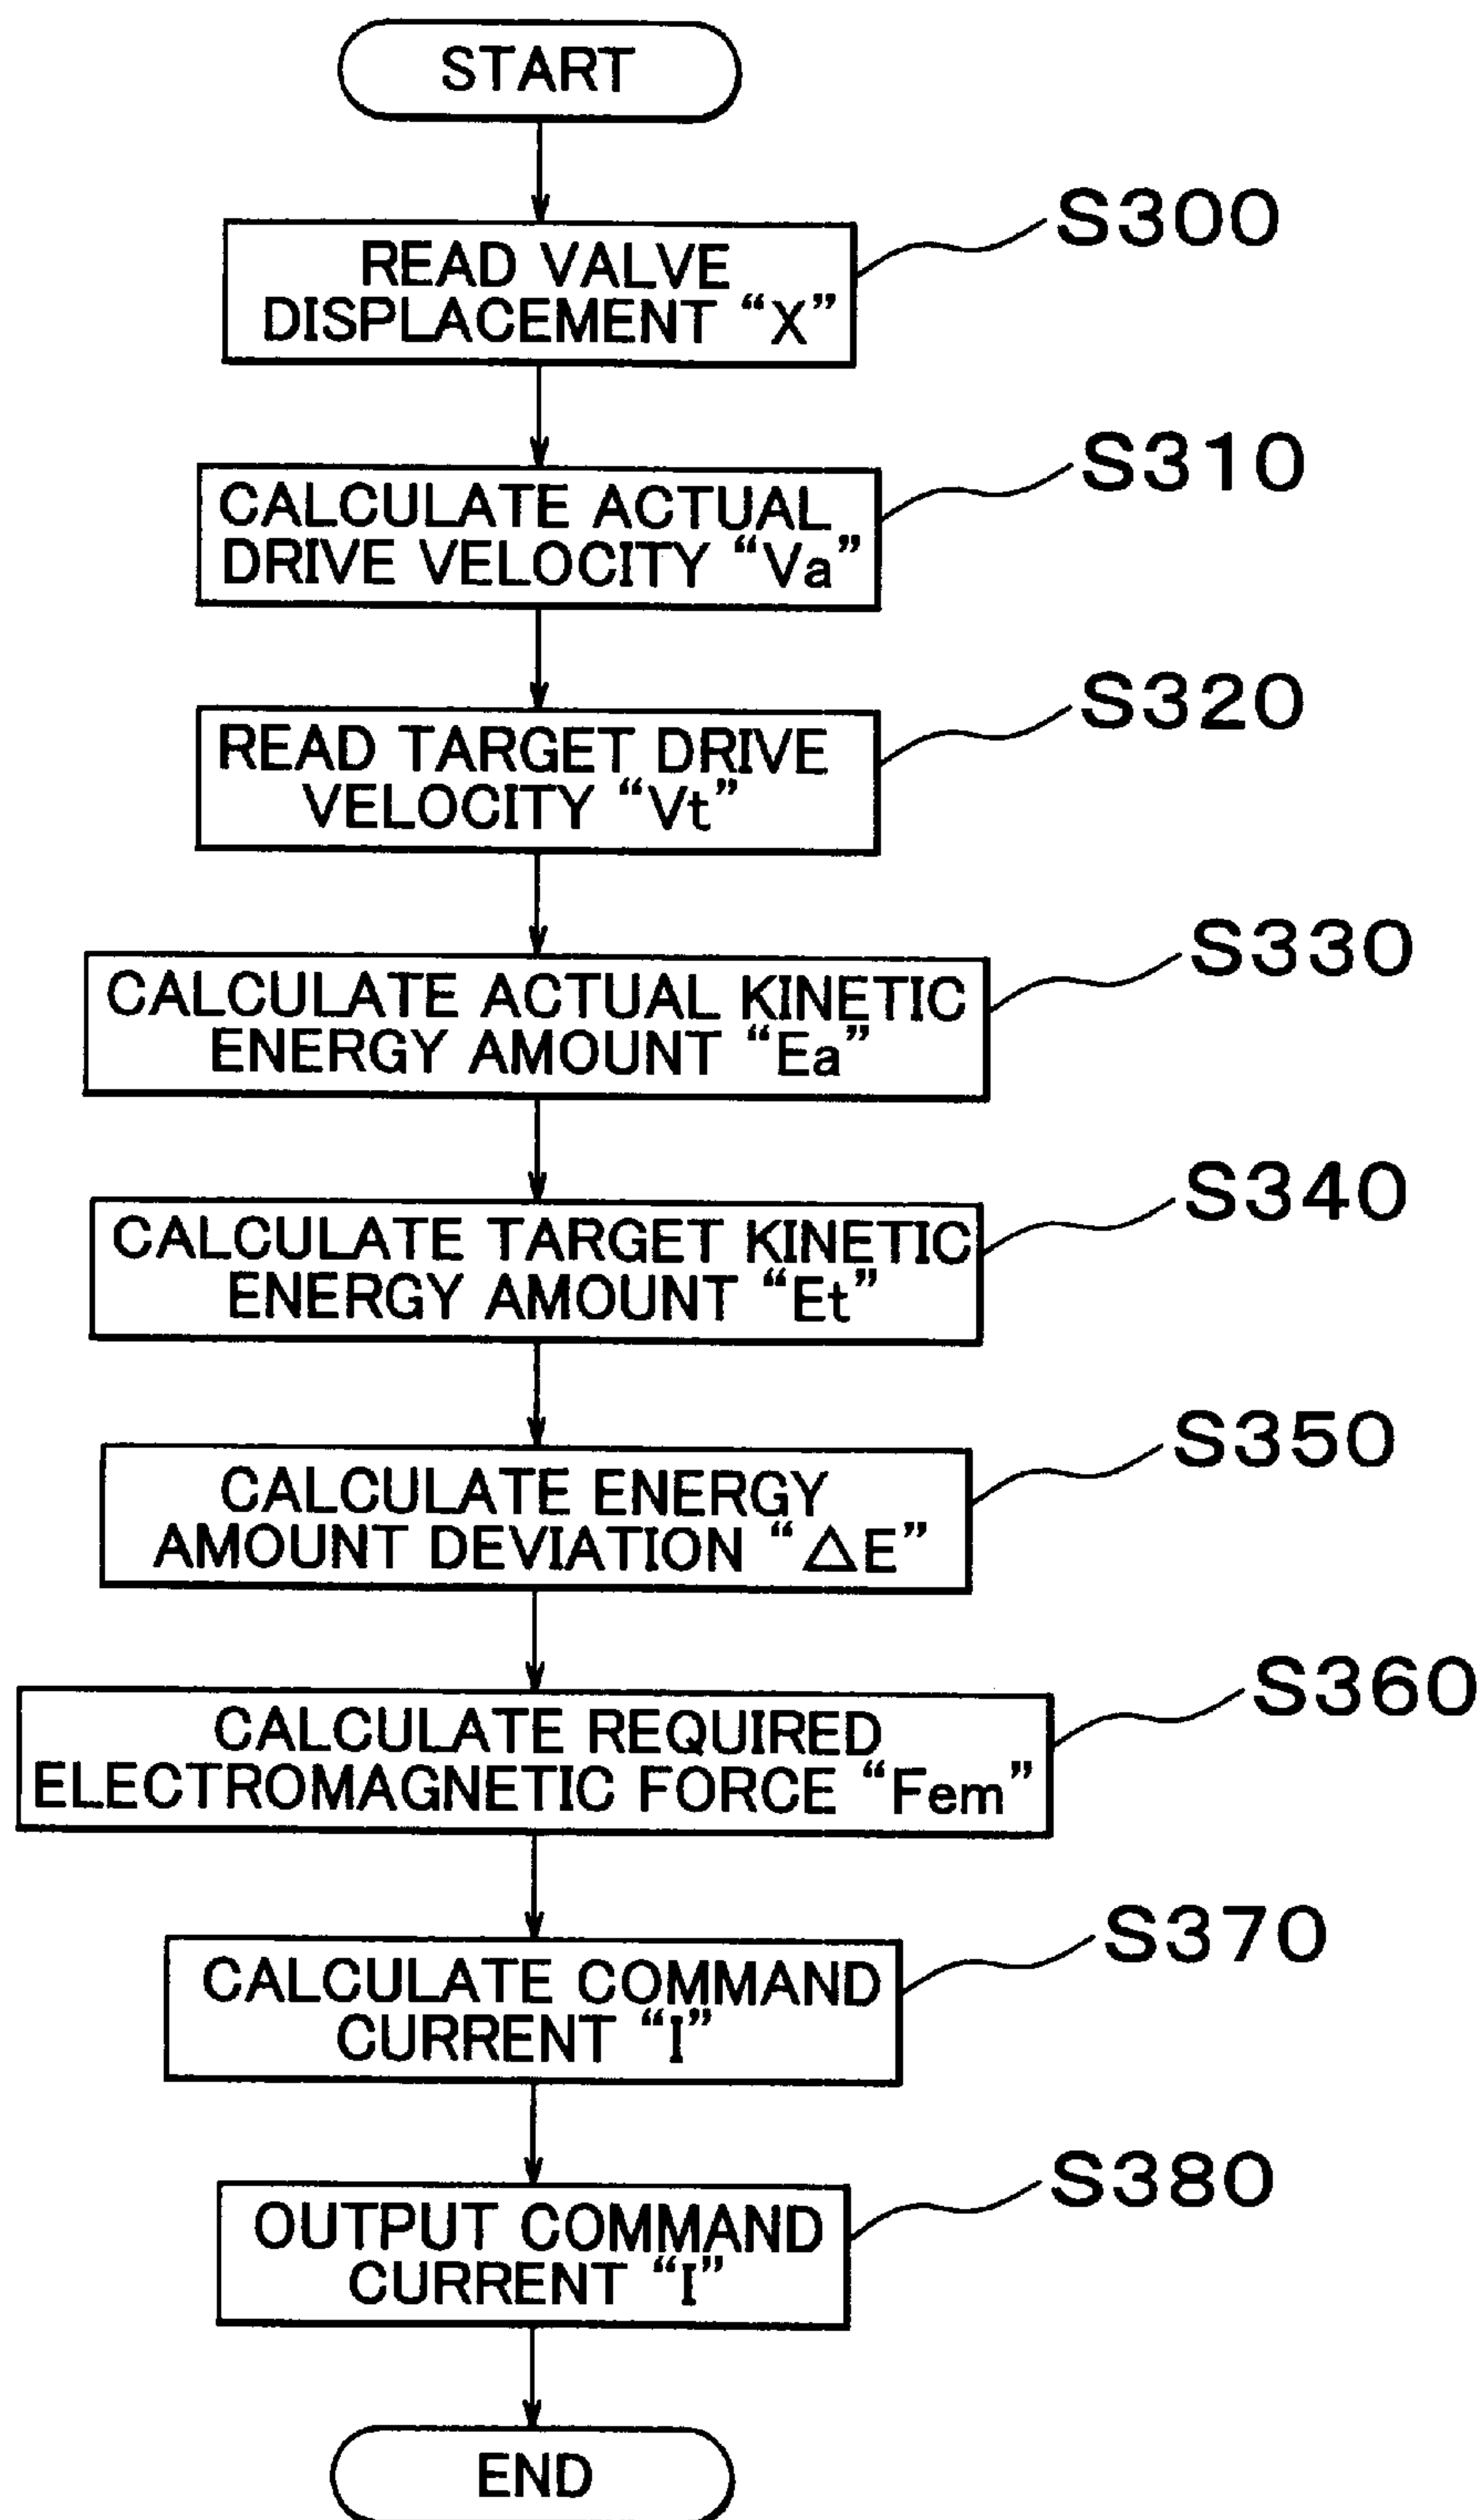 START
S300
READ VALVE
DISPLACEMENT “X”
S310
CALCULATE ACTUAL
DRIVE VELOCITY “Va”
S320
READ TARGET DRIVE
VELOCITY “Vt”
S330
CALCULATE ACTUAL KINETIC
ENERGY AMOUNT “Ea”
S340
CALCULATE TARGET KINETIC
ENERGY AMOUNT “Et”
S350
CALCULATE ENERGY
AMOUNT DEVIATION “△E”
S360
CALCULATE REQUIRED
ELECTROMAGNETIC FORCE “Fem”
S370
CALCULATE COMMAND
CURRENT “I”
S380
OUTPUT COMMAND
CURRENT “I”
END